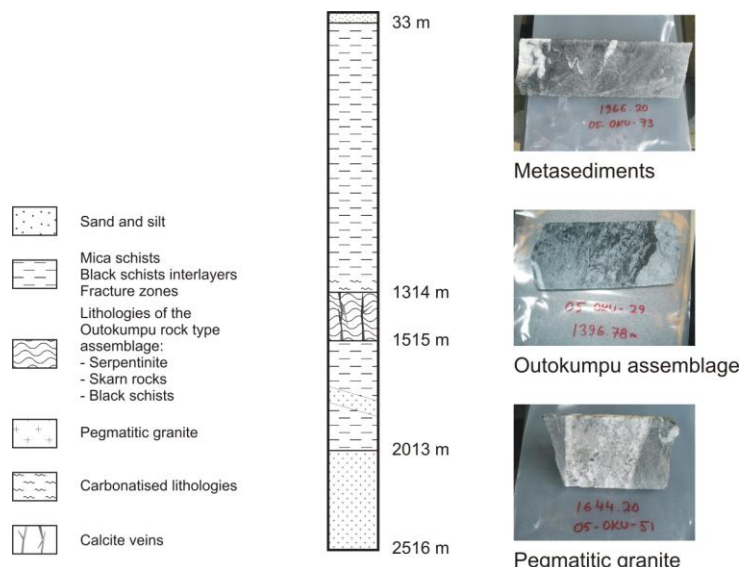 Sand and silt
Mica schists
Black schists interlayers
Fracture zones
Lithologies of the
Outokumpu rock type
assemblage:
- Serpentinite
- Skarn rocks
- Black schists
Pegmatitic granite
Carbonatised lithologies
Calcite veins
33 m
1314 m
1515 m
2013 m
2516 m
1966.20
05-OKU-73
Metasediments
05-OKU-29
1396.78m
Outokumpu assemblage
1644.20
05-OKU-51
Pegmatitic granite